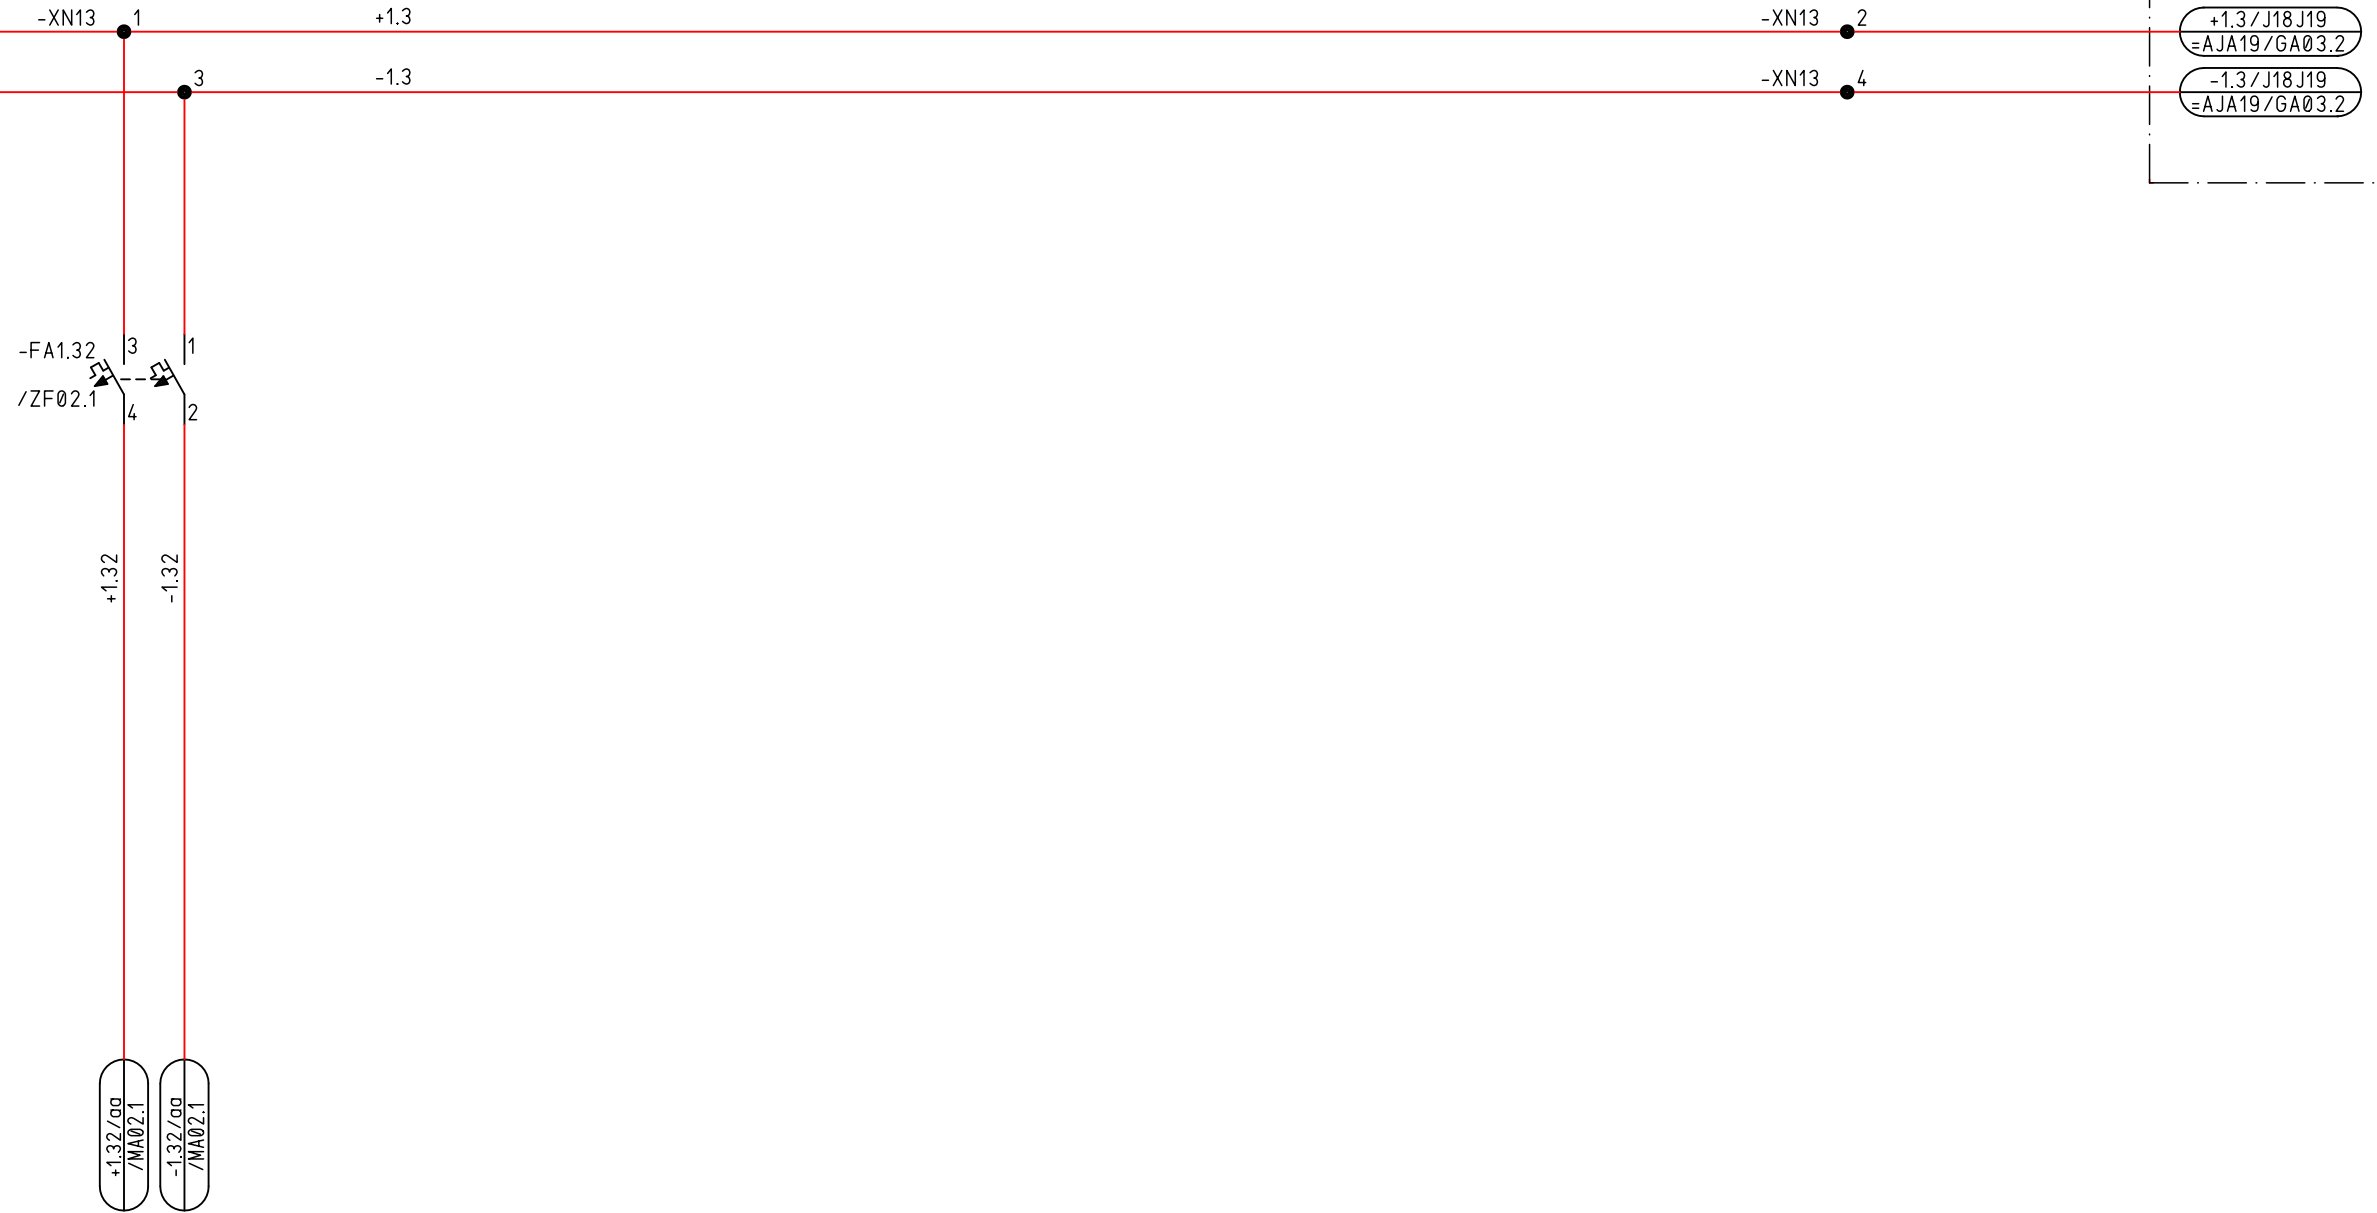 -XN13 1
+1.3
-XN13 2
+1.3/J18J19
=AJA19/GA03.2
3
-1.3
-XN13 4
-1.3/J18J19
=AJA19/GA03.2
-FA1.32
3
1
/ZF02.1
4
2
+1.32
-1.32
+1.32/aa
/MA02.1
-1.32/aa
/MA02.1